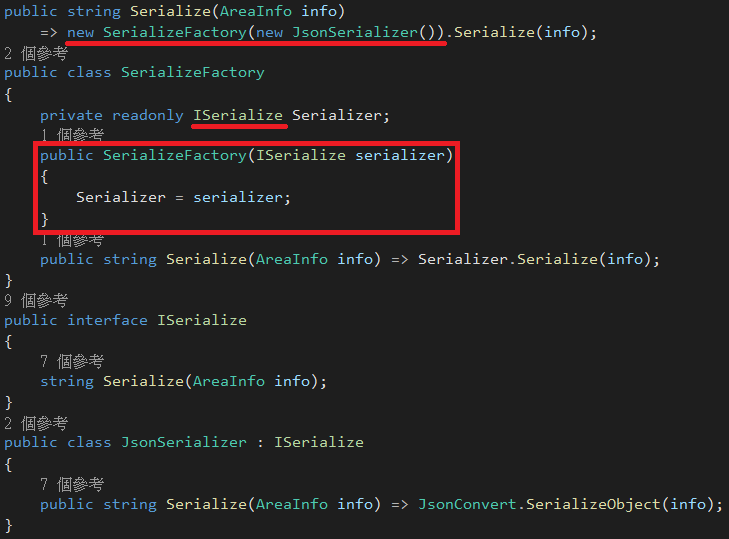 public string Serialize(AreaInfo info)
    => new SerializeFactory(new JsonSerializer()).Serialize(info);
2 個參考
public class SerializeFactory
{
    private readonly ISerialize Serializer;
    1 個參考
    public SerializeFactory(ISerialize serializer)
    {
        Serializer = serializer;
    }
    1 個參考
    public string Serialize(AreaInfo info) => Serializer.Serialize(info);
}
9 個參考
public interface ISerialize
{
    7 個參考
    string Serialize(AreaInfo info);
}
2 個參考
public class JsonSerializer : ISerialize
{
    7 個參考
    public string Serialize(AreaInfo info) => JsonConvert.SerializeObject(info);
}